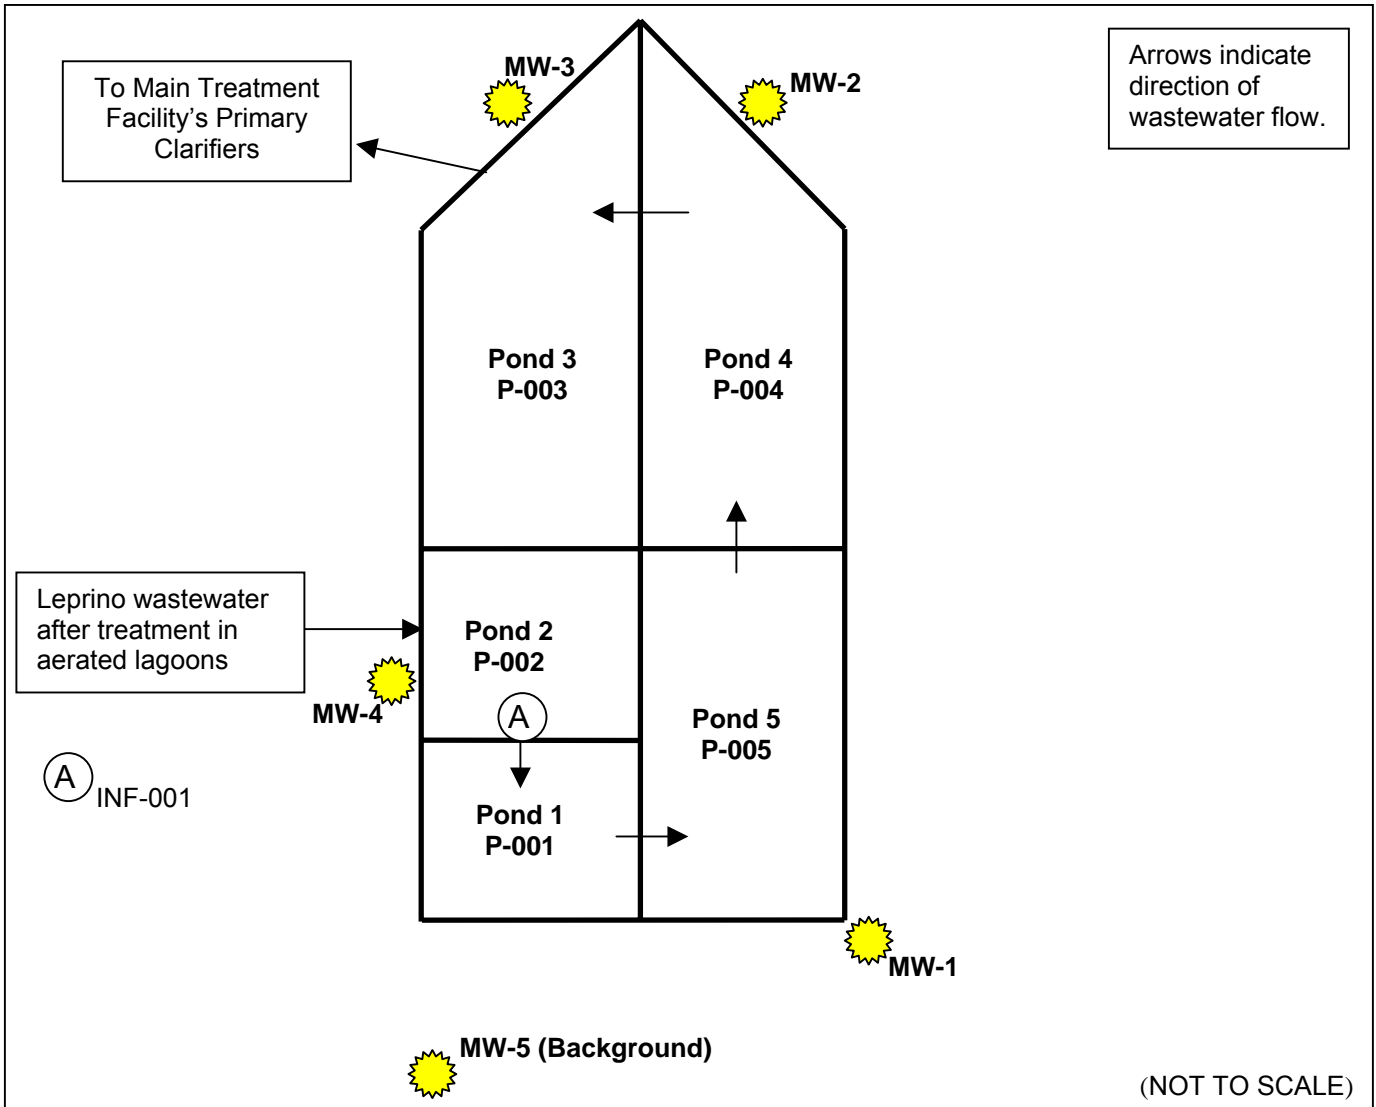 To Main Treatment
Facility's Primary
Clarifiers
MW-3
MW-2
Arrows indicate
direction of
wastewater flow.
Pond 3
P-003
Pond 4
P-004
Leprino wastewater
after treatment in
aerated lagoons
Pond 2
P-002
MW-4
A
Pond 5
P-005
A INF-001
Pond 1
P-001
MW-1
MW-5 (Background)
(NOT TO SCALE)